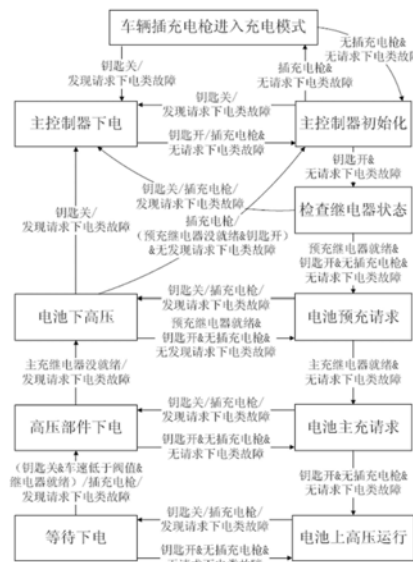 车辆插充电枪进入充电模式
无插充电枪&
无请求下电类故障
钥匙关/
发现请求下电类故障
插充电枪&
无请求下电类故障
主控制器下电
钥匙关/
发现请求下电类故障
钥匙开/插充电枪&
无请求下电类故障
主控制器初始化
钥匙开&
无请求下电类故障
钥匙关/插充电枪/
发现请求下电类故障
检查继电器状态
插充电枪/
（预充继电器没就绪&钥匙开）
&无发现请求下电类故障
钥匙关/
发现请求下电类故障
预充继电器就绪&
钥匙开&无插充电枪&
无请求下电类故障
电池下高压
钥匙关/插充电枪/
发现请求下电类故障
预充继电器就绪&
钥匙开&无插充电枪&
无发现请求下电类故障
电池预充请求
主充继电器没就绪/
发现请求下电类故障
主充继电器就绪&
无请求下电类故障
高压部件下电
钥匙关/插充电枪/
发现请求下电类故障
钥匙开&无插充电枪&
无请求下电类故障
电池主充请求
（钥匙关&车速低于阀值&
继电器就绪）/插充电枪/
发现请求下电类故障
钥匙开&无插充电枪&
无请求下电类故障
等待下电
钥匙关/插充电枪/
发现请求下电类故障
钥匙开&无插充电枪&
电池上高压运行